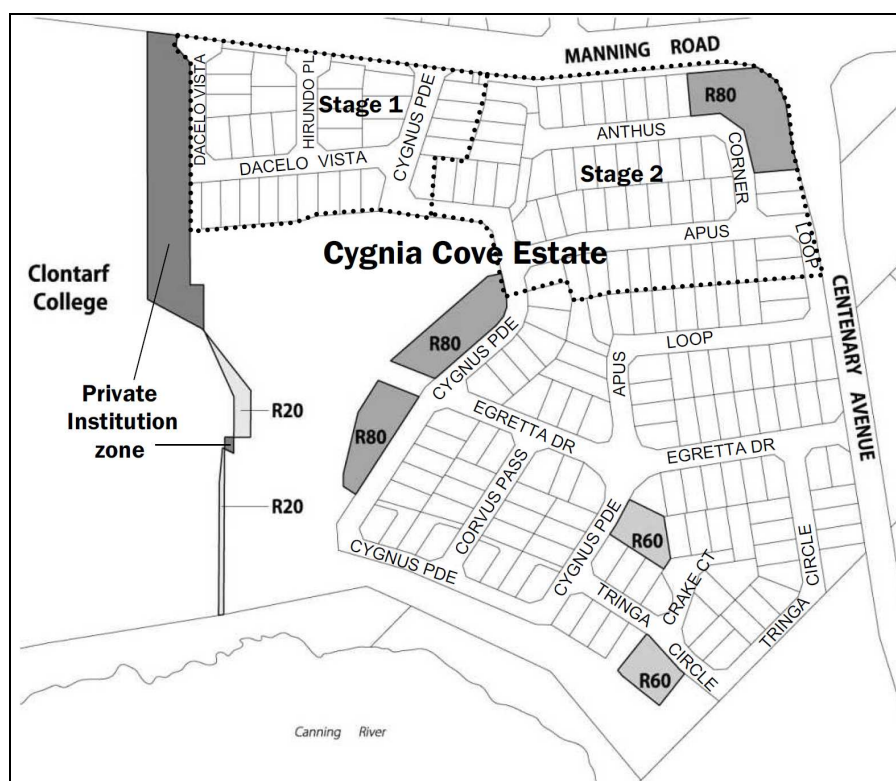 MANNING ROAD
DACELO VISTA
HIRUNDO PL
Stage 1
CYGNUS PDE
R80
ANTHUS
CORNER
DACELO VISTA
Stage 2
APUS
LOOP
Cygnia Cove Estate
Clontarf
College
CENTENARY AVENUE
R80
CYGNUS PDE
LOOP
APUS
Private
Institution
zone
R20
R80
EGRETTA DR
EGRETTA DR
CORVUS PASS
R20
CYGNUS PDE
R60
CYGNUS PDE
CRAKE CT
CIRCLE
TRINGA
TRINGA
CIRCLE
R60
Canning River